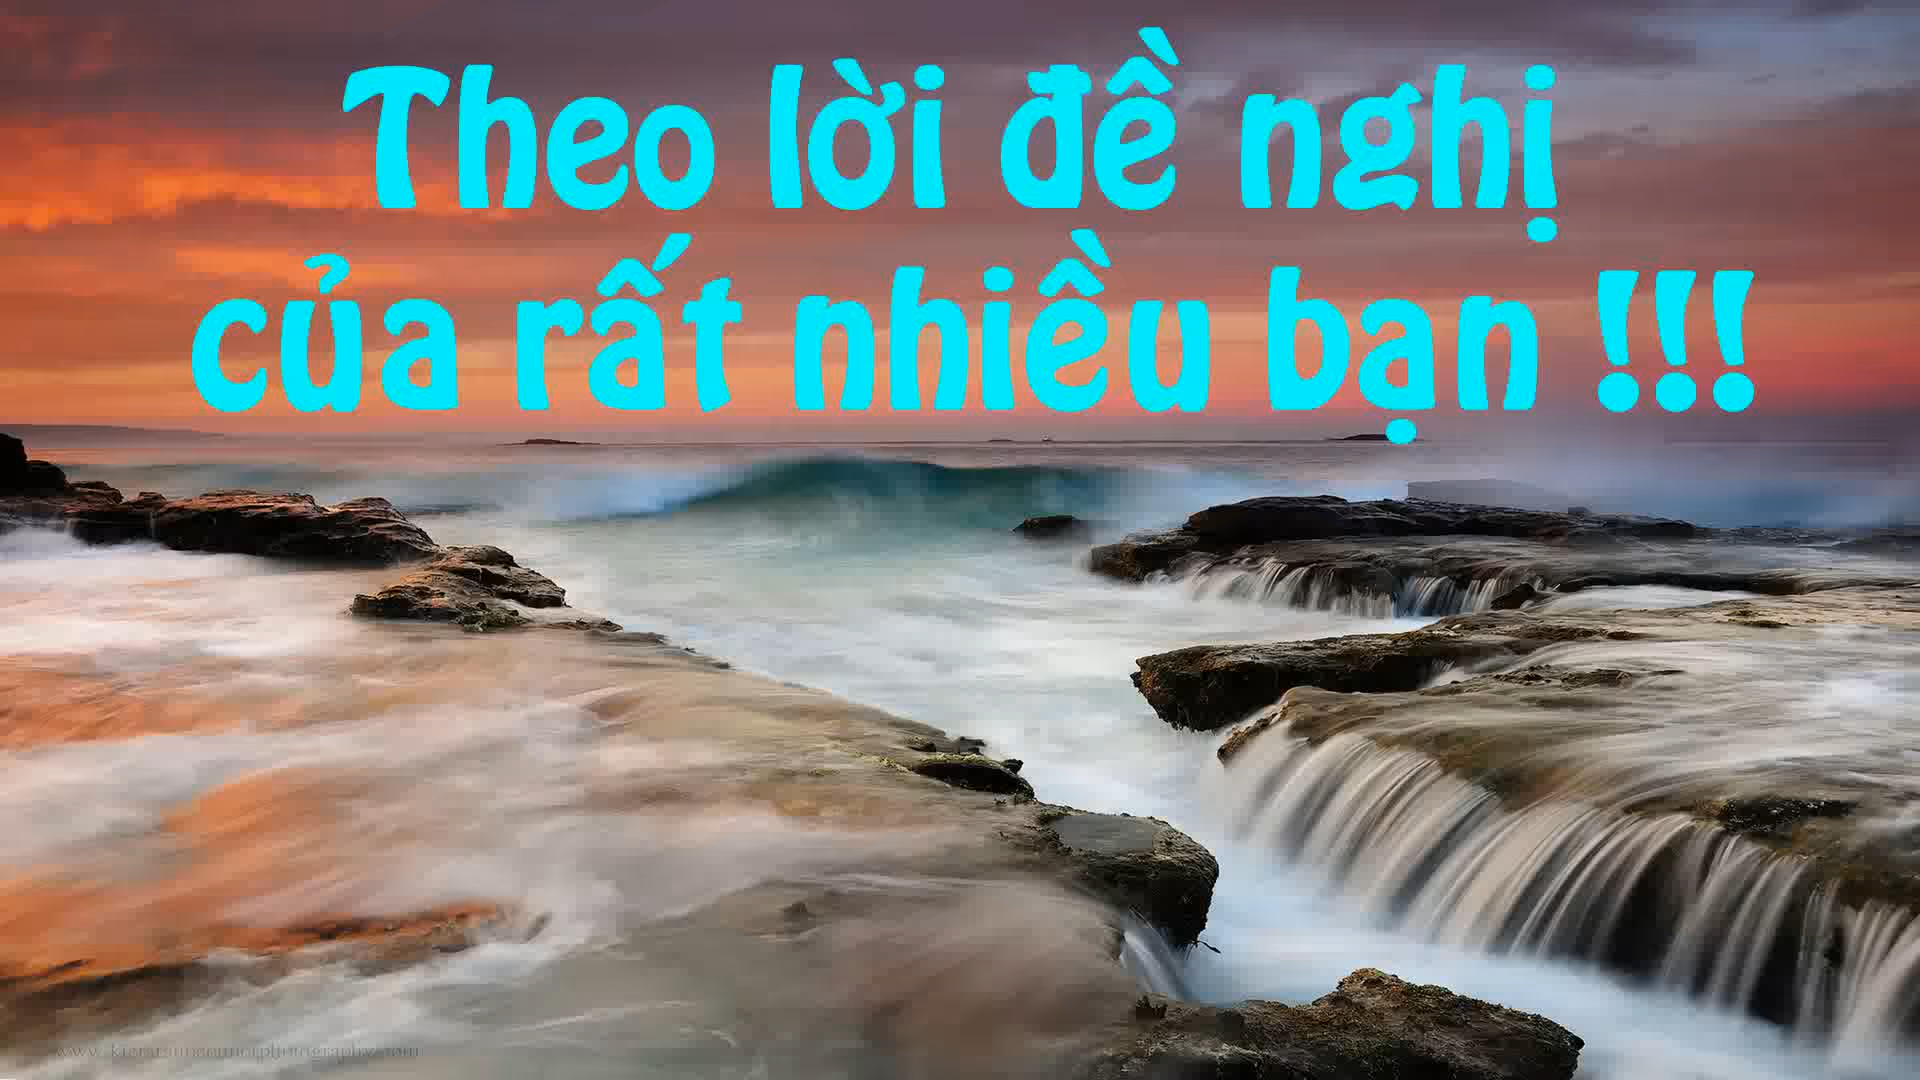 Theo lời đề nghị
của rất nhiều bạn !!!